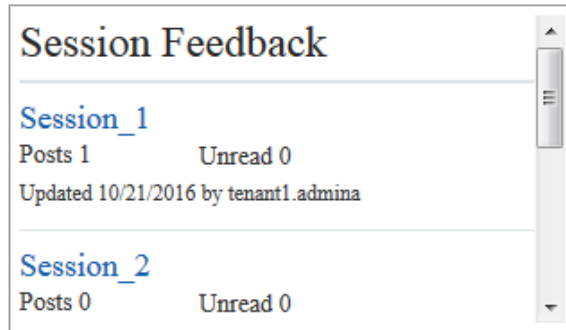 Session Feedback
Session_1
Posts 1 Unread 0
Updated 10/21/2016 by tenant1.admina
Session_2
Posts 0 Unread 0